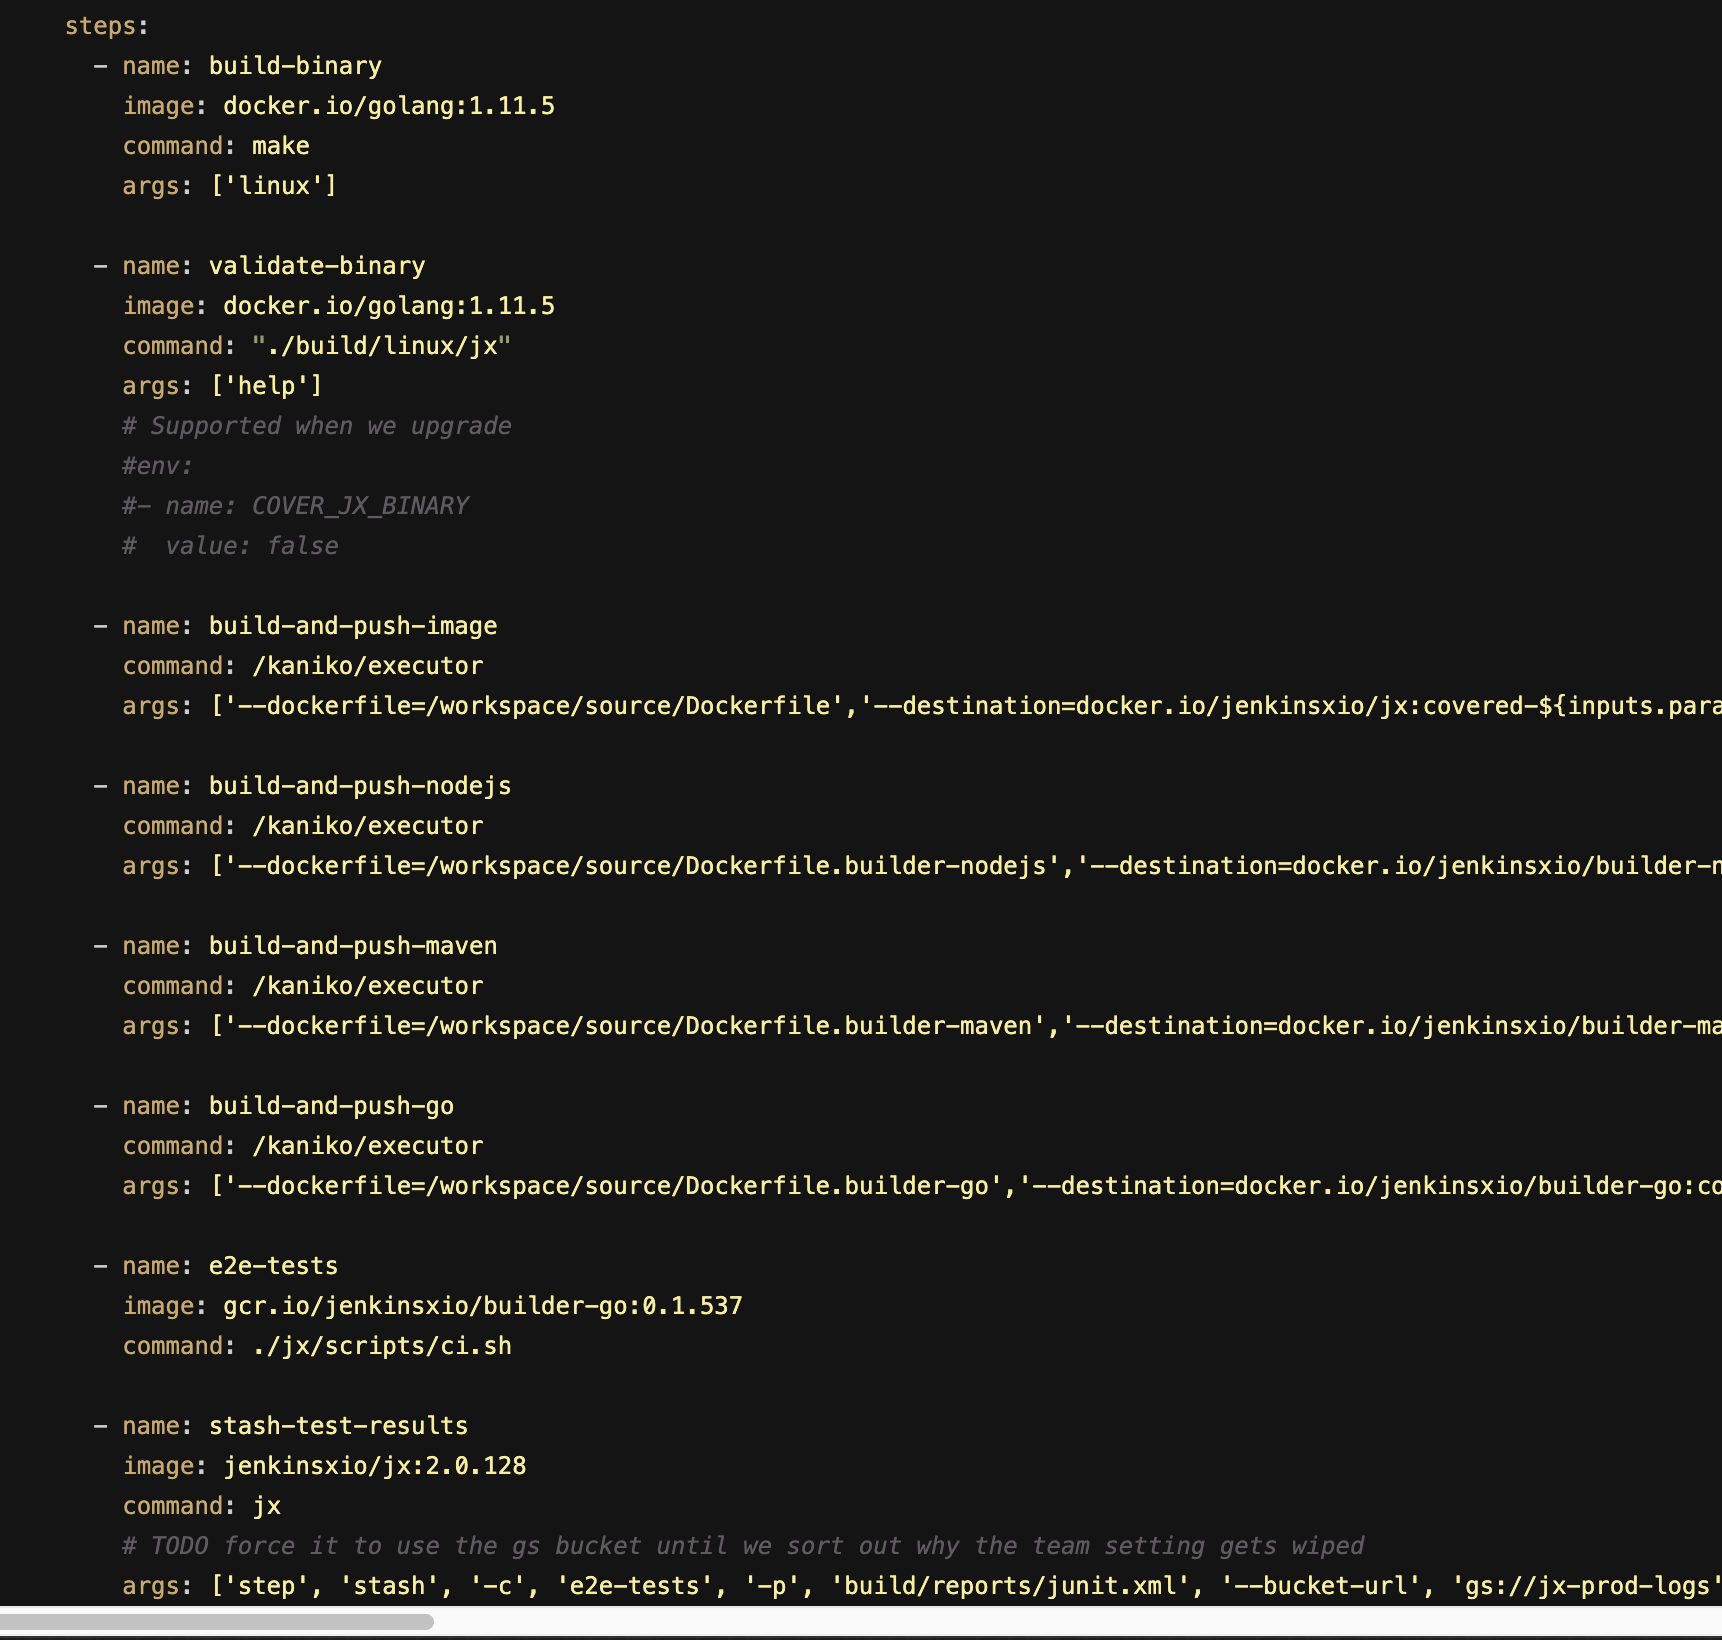 steps:
  - name: build-binary
    image: docker.io/golang:1.11.5
    command: make
    args: ['linux']

  - name: validate-binary
    image: docker.io/golang:1.11.5
    command: "./build/linux/jx"
    args: ['help']
    # Supported when we upgrade
    #env:
    #- name: COVER_JX_BINARY
    #  value: false

  - name: build-and-push-image
    command: /kaniko/executor
    args: ['--dockerfile=/workspace/source/Dockerfile','--destination=docker.io/jenkinsxio/jx:covered-${inputs.para

  - name: build-and-push-nodejs
    command: /kaniko/executor
    args: ['--dockerfile=/workspace/source/Dockerfile.builder-nodejs','--destination=docker.io/jenkinsxio/builder-n

  - name: build-and-push-maven
    command: /kaniko/executor
    args: ['--dockerfile=/workspace/source/Dockerfile.builder-maven','--destination=docker.io/jenkinsxio/builder-ma

  - name: build-and-push-go
    command: /kaniko/executor
    args: ['--dockerfile=/workspace/source/Dockerfile.builder-go','--destination=docker.io/jenkinsxio/builder-go:co

  - name: e2e-tests
    image: gcr.io/jenkinsxio/builder-go:0.1.537
    command: ./jx/scripts/ci.sh

  - name: stash-test-results
    image: jenkinsxio/jx:2.0.128
    command: jx
    # TODO force it to use the gs bucket until we sort out why the team setting gets wiped
    args: ['step', 'stash', '-c', 'e2e-tests', '-p', 'build/reports/junit.xml', '--bucket-url', 'gs://jx-prod-logs'